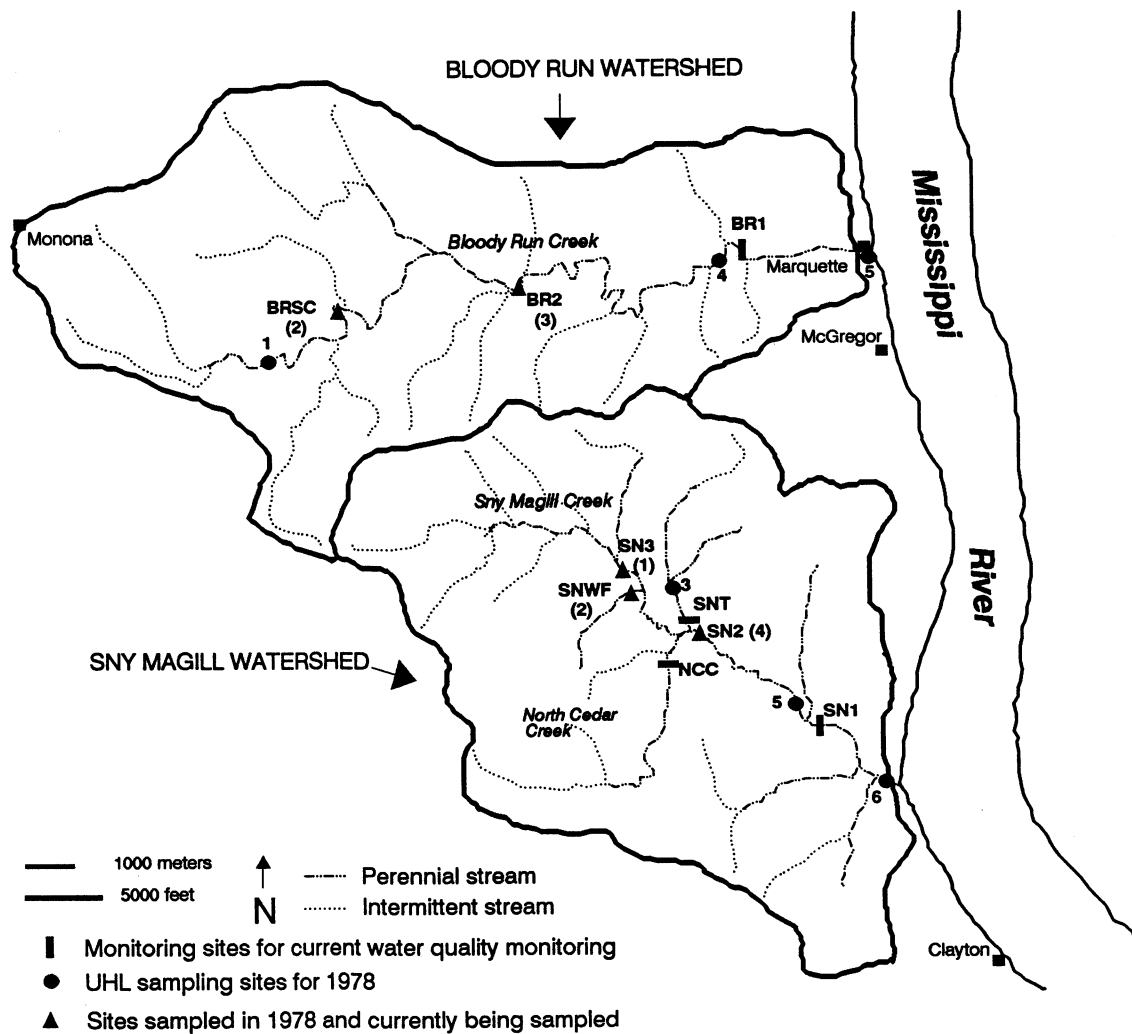 BLOODY RUN WATERSHED
Mississippi
River
Monona
Bloody Run Creek
BR1
4
Marquette
5
BRSC
(2)
BR2
(3)
1
McGregor
Sny Magill Creek
SN3
(1)
SNWF
(2)
3
SNT
SN2 (4)
SNY MAGILL WATERSHED
NCC
North Cedar
Creek
5
SN1
6
1000 meters
5000 feet
N
Perennial stream
Intermittent stream
Monitoring sites for current water quality monitoring
UHL sampling sites for 1978
Sites sampled in 1978 and currently being sampled
Clayton